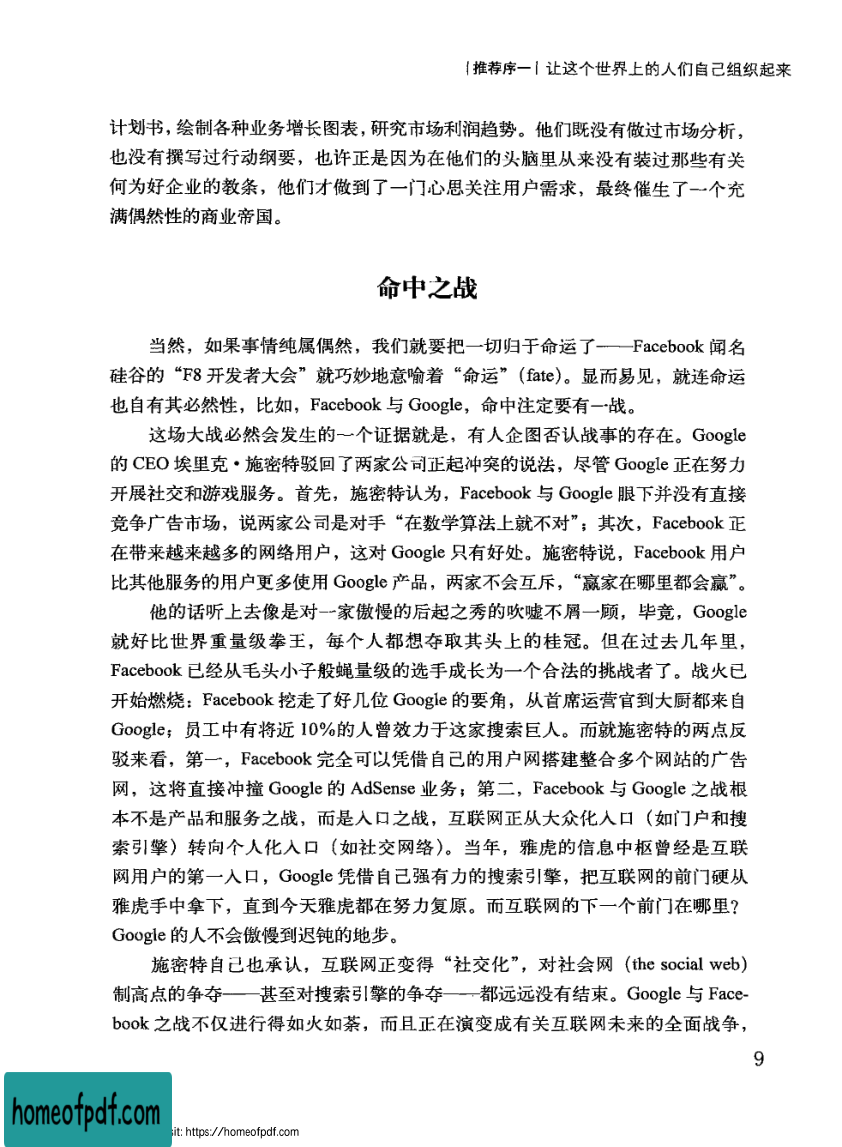 |推荐序一| 让这个世界上的人们自己组织起来
计划书，绘制各种业务增长图表，研究市场利润趋势。他们既没有做过市场分析，
也没有撰写过行动纲要，也许正是因为在他们的头脑里从来没有装过那些有关
何为好企业的教条，他们才做到了一门心思关注用户需求，最终催生了一个充
满偶然性的商业帝国。
命中之战
当然，如果事情纯属偶然，我们就要把一切归于命运了——Facebook 闻名
硅谷的“F8 开发者大会”就巧妙地意喻着“命运”（fate）。显而易见，就连命运
也自有其必然性，比如，Facebook 与 Google，命中注定要有一战。
这场大战必然会发生的一个证据就是，有人企图否认战事的存在。Google
的 CEO 埃里克·施密特驳回了两家公司正起冲突的说法，尽管 Google 正在努力
开展社交和游戏服务。首先，施密特认为，Facebook 与 Google 眼下并没有直接
竞争广告市场，说两家公司是对手“在数学算法上就不对”；其次，Facebook 正
在带来越来越多的网络用户，这对 Google 只有好处。施密特说，Facebook 用户
比其他服务的用户更多使用 Google 产品，两家不会互斥，“赢家在哪里都会赢”。
他的话听上去像是对一家傲慢的后起之秀的吹嘘不屑一顾，毕竟，Google
就好比世界重量级拳王，每个人都想夺取其头上的桂冠。但在过去几年里，
Facebook 已经从毛头小子般蝇量级的选手成长为一个合法的挑战者了。战火已
开始燃烧：Facebook 挖走了好几位 Google 的要角，从首席运营官到大厨都来自
Google；员工中有将近 10%的人曾效力于这家搜索巨人。而就施密特的两点反
驳来看，第一，Facebook 完全可以凭借自己的用户网搭建整合多个网站的广告
网，这将直接冲撞 Google 的 AdSense 业务；第二，Facebook 与 Google 之战根
本不是产品和服务之战，而是入口之战，互联网正从大众化入口（如门户和搜
索引擎）转向个人化入口（如社交网络）。当年，雅虎的信息中枢曾经是互联
网用户的第一入口，Google 凭借自己强有力的搜索引擎，把互联网的前门硬从
雅虎手中拿下，直到今天雅虎都在努力复原。而互联网的下一个前门在哪里？
Google 的人不会傲慢到迟钝的地步。
施密特自己也承认，互联网正变得“社交化”，对社会网（the social web）
制高点的争夺——甚至对搜索引擎的争夺——都远远没有结束。Google 与 Face-
book 之战不仅进行得如火如荼，而且正在演变成有关互联网未来的全面战争，
9
homeofpdf.com
sit: https://homeofpdf.com